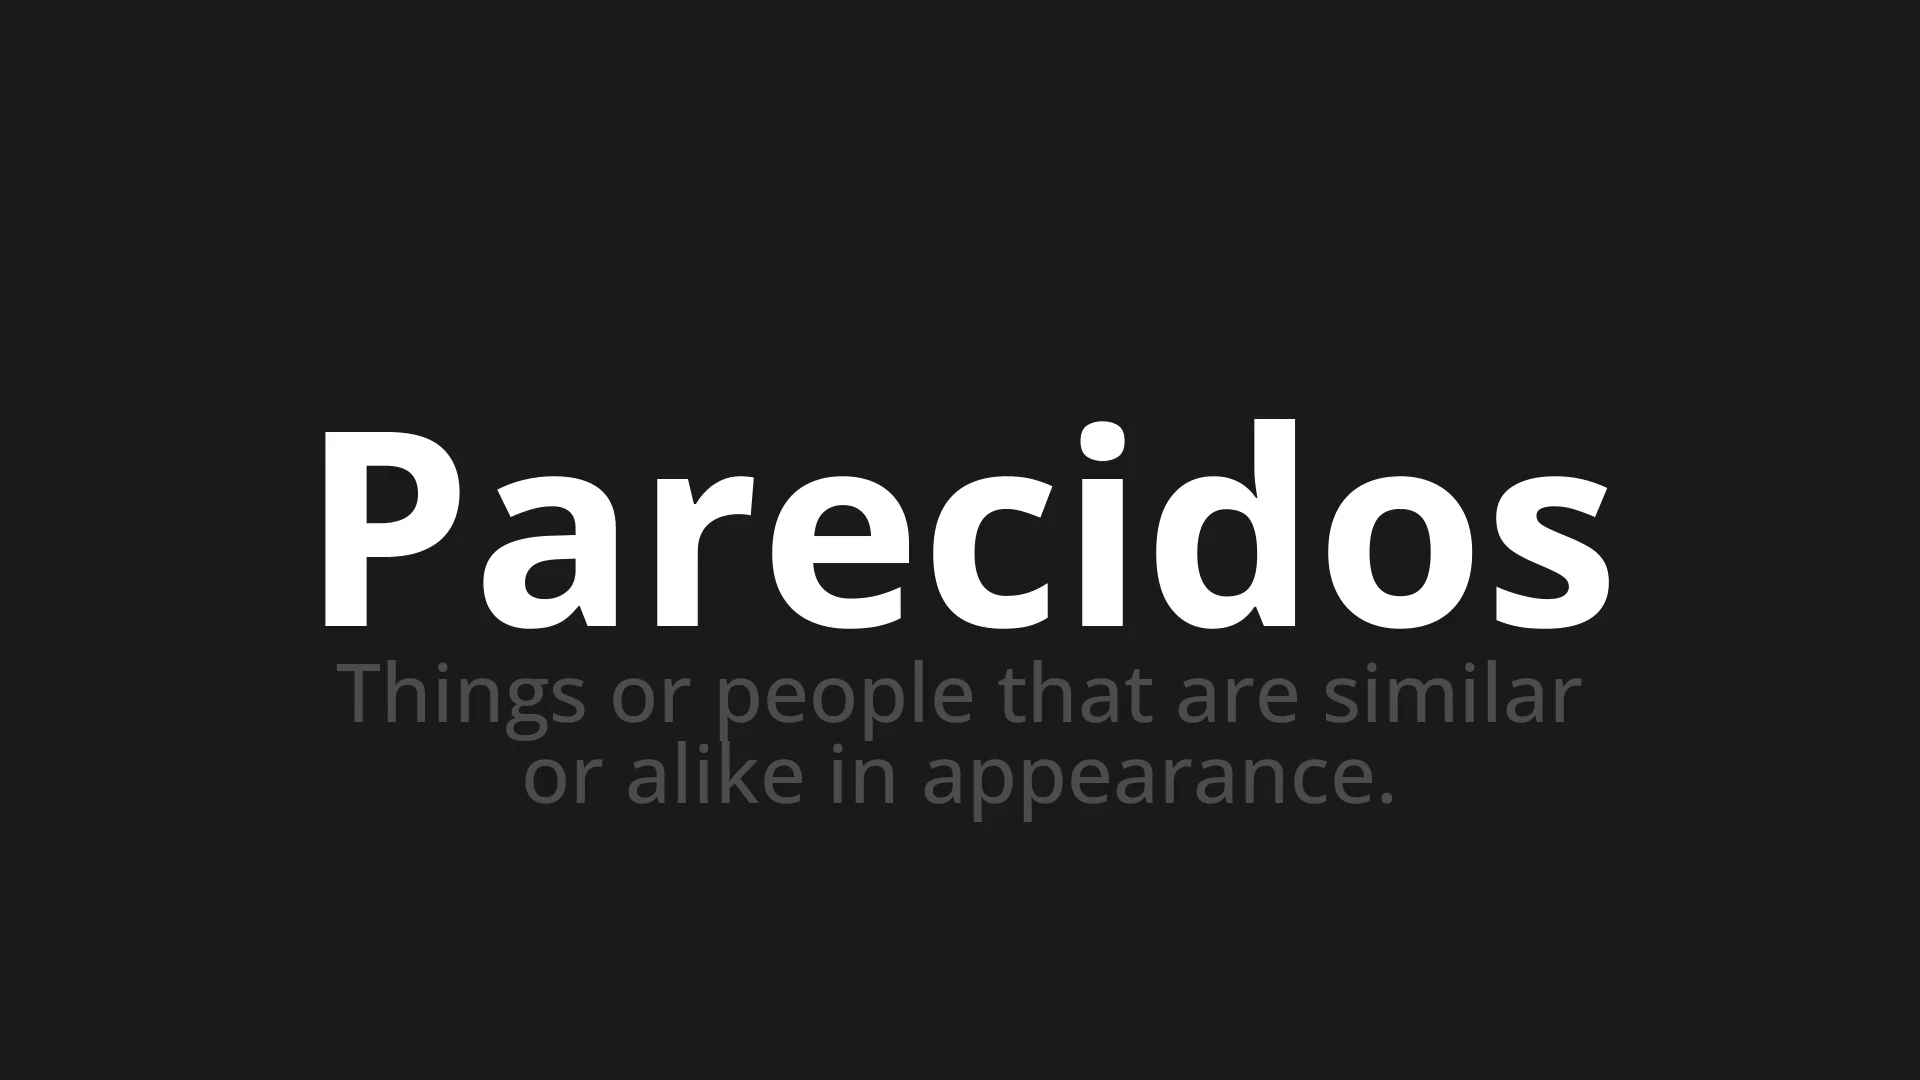 Parecidos
Things or people that are similar
or alike in appearance.